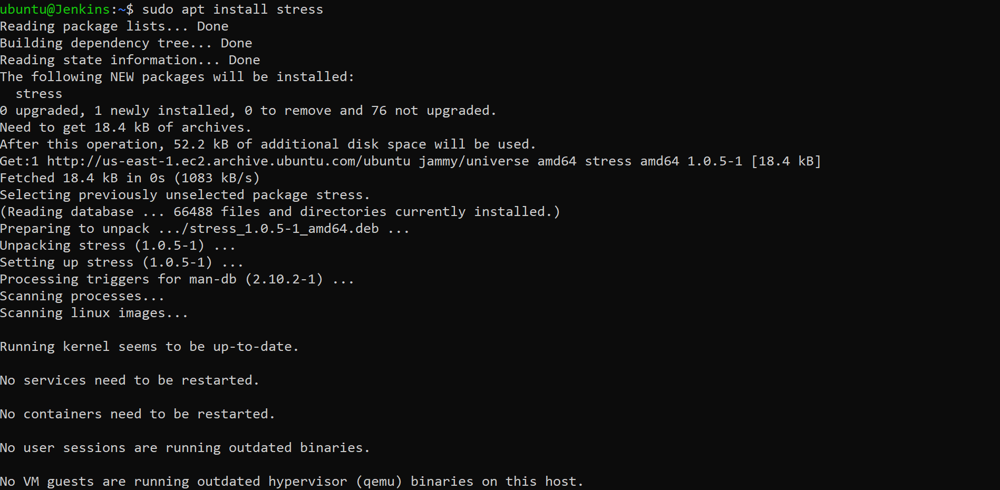 ubuntu@Jenkins:~$ sudo apt install stress
Reading package lists... Done
Building dependency tree... Done
Reading state information... Done
The following NEW packages will be installed:
  stress
0 upgraded, 1 newly installed, 0 to remove and 76 not upgraded.
Need to get 18.4 kB of archives.
After this operation, 52.2 kB of additional disk space will be used.
Get:1 http://us-east-1.ec2.archive.ubuntu.com/ubuntu jammy/universe amd64 stress amd64 1.0.5-1 [18.4 kB]
Fetched 18.4 kB in 0s (1083 kB/s)
Selecting previously unselected package stress.
(Reading database ... 66488 files and directories currently installed.)
Preparing to unpack .../stress_1.0.5-1_amd64.deb ...
Unpacking stress (1.0.5-1) ...
Setting up stress (1.0.5-1) ...
Processing triggers for man-db (2.10.2-1) ...
Scanning processes...
Scanning linux images...

Running kernel seems to be up-to-date.

No services need to be restarted.

No containers need to be restarted.

No user sessions are running outdated binaries.

No VM guests are running outdated hypervisor (qemu) binaries on this host.